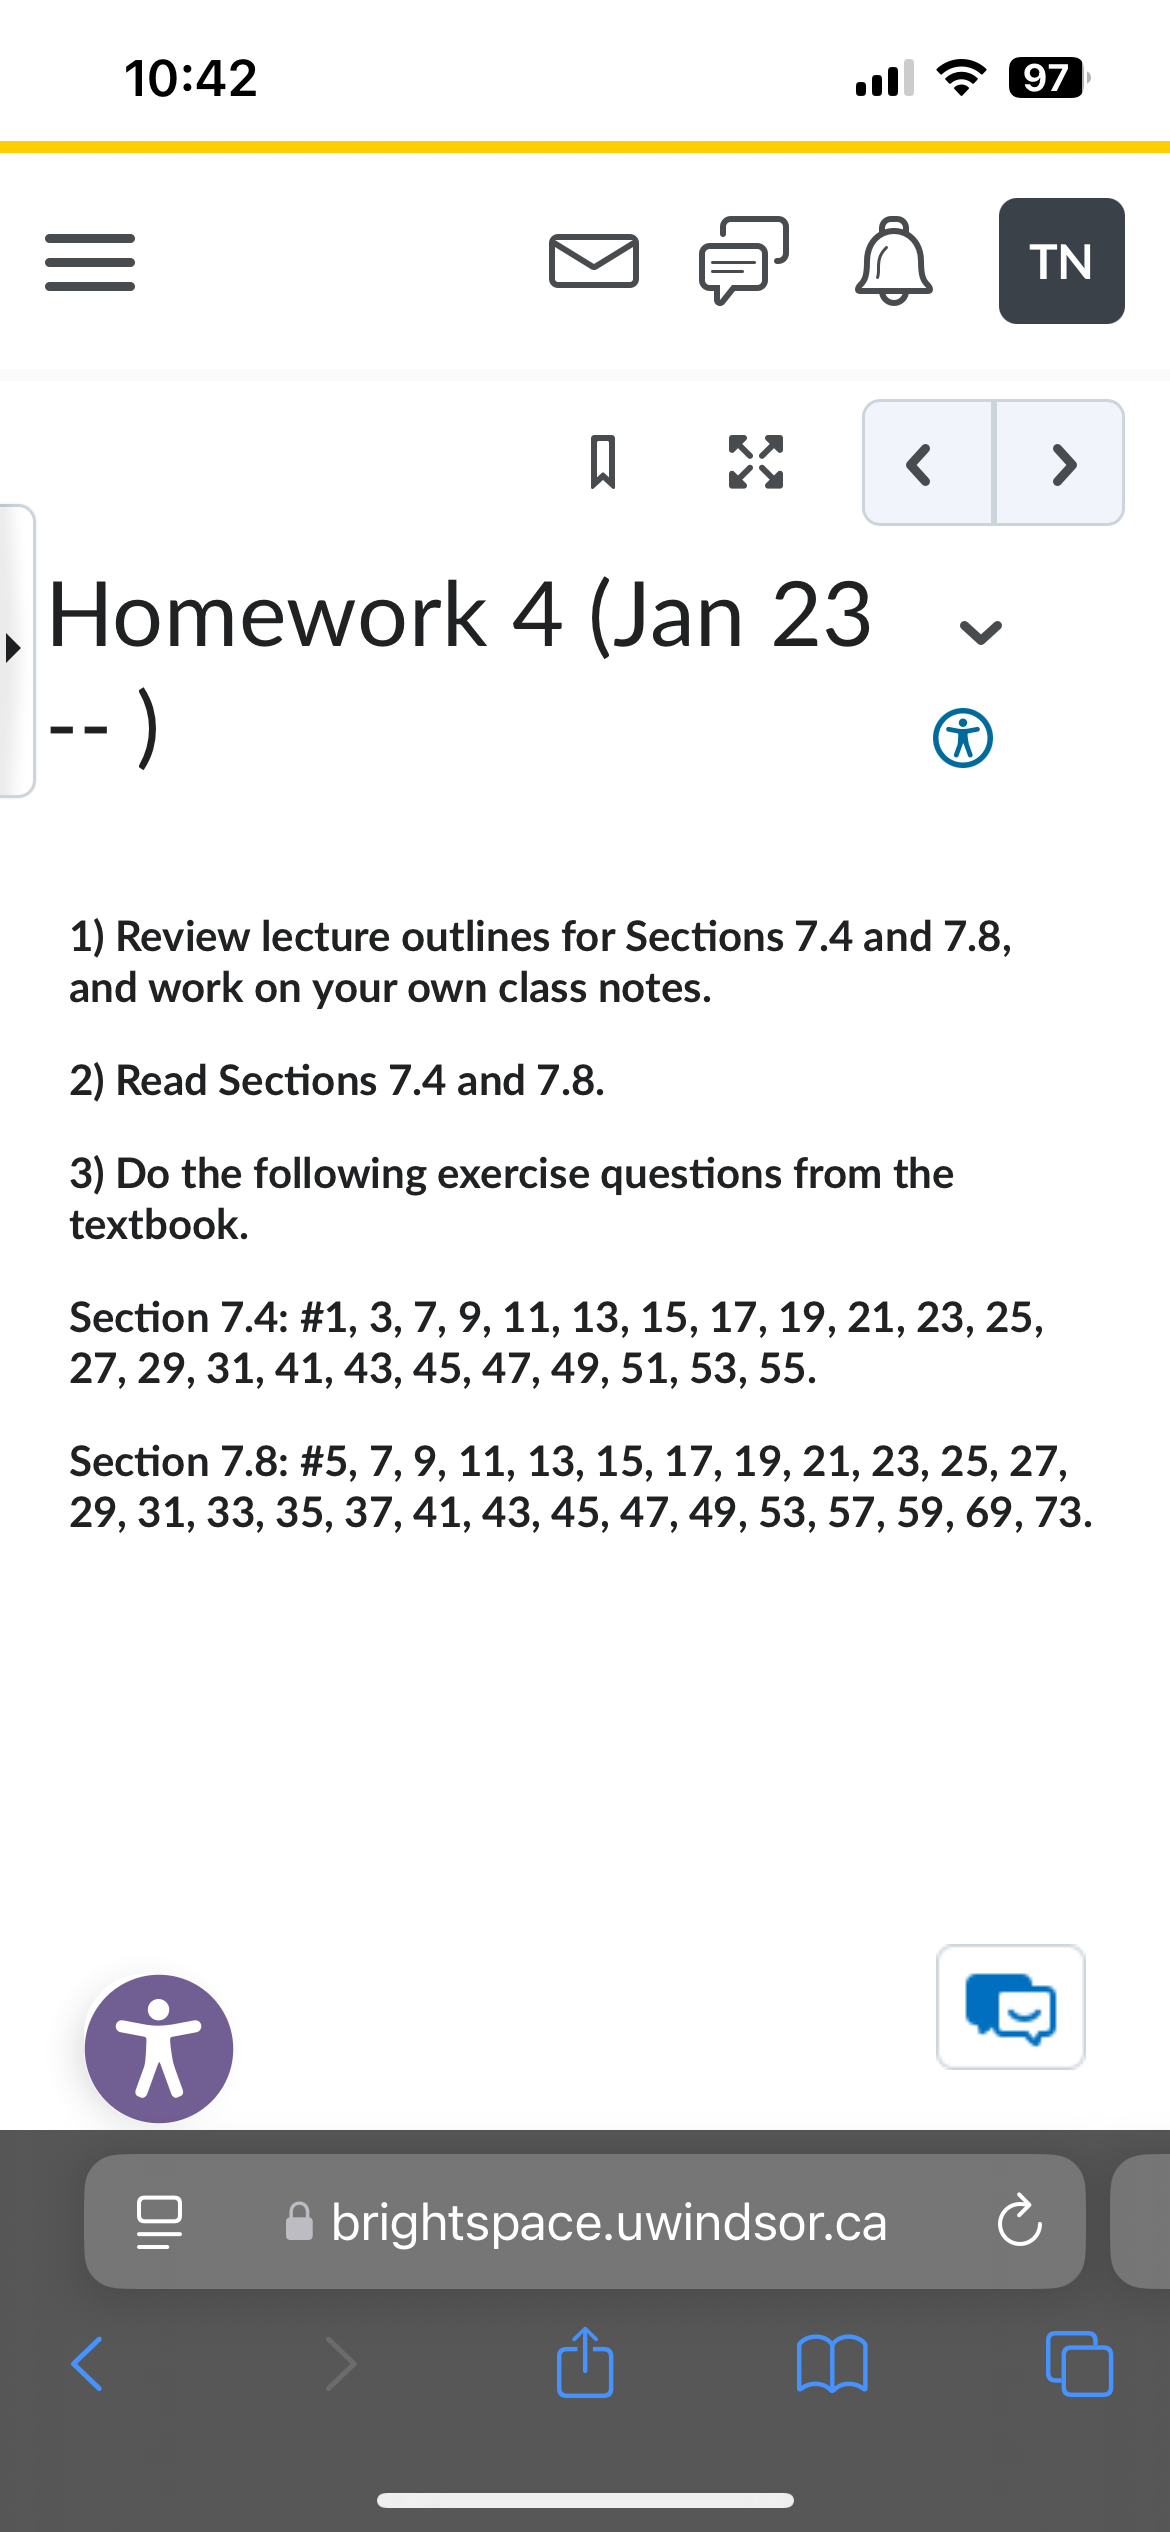 10:42
97
TN
Homework 4 (Jan 23
-- )
1) Review lecture outlines for Sections 7.4 and 7.8,
and work on your own class notes.
2) Read Sections 7.4 and 7.8.
3) Do the following exercise questions from the
textbook.
Section 7.4: #1, 3, 7, 9, 11, 13, 15, 17, 19, 21, 23, 25,
27, 29, 31, 41, 43, 45, 47, 49, 51, 53, 55.
Section 7.8: #5, 7, 9, 11, 13, 15, 17, 19, 21, 23, 25, 27,
29, 31, 33, 35, 37, 41, 43, 45, 47, 49, 53, 57, 59, 69, 73.
brightspace.uwindsor.ca